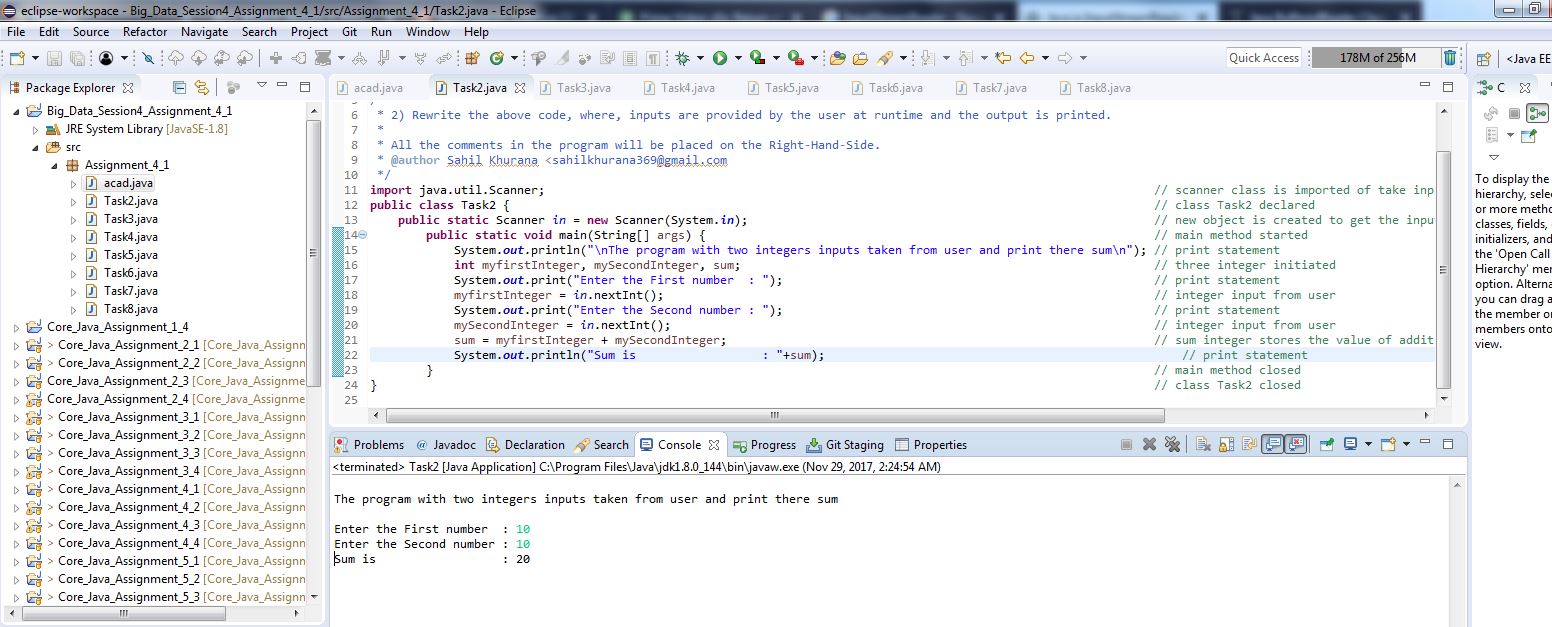 eclipse-workspace - Big_Data_Session4_Assignment_4_1/src/Assignment_4_1/Task2.java - Eclipse
File Edit Source Refactor Navigate Search Project Git Run Window Help
Quick Access
178M of 256M
<Java EE
Package Explorer
Big_Data_Session4_Assignment_4_1
JRE System Library [JavaSE-1.8]
src
Assignment_4_1
acad.java
Task2.java
Task3.java
Task4.java
Task5.java
Task6.java
Task7.java
Task8.java
Core_Java_Assignment_1_4
> Core_Java_Assignment_2_1 [Core_Java_Assignn
> Core_Java_Assignment_2_2 [Core_Java_Assignn
Core_Java_Assignment_2_3 [Core_Java_Assignme
Core_Java_Assignment_2_4 [Core_Java_Assignme
> Core_Java_Assignment_3_1 [Core_Java_Assignn
> Core_Java_Assignment_3_2 [Core_Java_Assignn
> Core_Java_Assignment_3_3 [Core_Java_Assignn
> Core_Java_Assignment_3_4 [Core_Java_Assignn
> Core_Java_Assignment_4_1 [Core_Java_Assignn
> Core_Java_Assignment_4_2 [Core_Java_Assignn
> Core_Java_Assignment_4_3 [Core_Java_Assignn
> Core_Java_Assignment_4_4 [Core_Java_Assignn
> Core_Java_Assignment_5_1 [Core_Java_Assignn
> Core_Java_Assignment_5_2 [Core_Java_Assignn
> Core_Java_Assignment_5_3 [Core_Java_Assignn
acad.java Task2.java Task3.java Task4.java Task5.java Task6.java Task7.java Task8.java
6 * 2) Rewrite the above code, where, inputs are provided by the user at runtime and the output is printed.
7 *
8 * All the comments in the program will be placed on the Right-Hand-Side.
9 * @author Sahil Khurana <sahilkhurana369@gmail.com
10 */
11 import java.util.Scanner; // scanner class is imported of take inp
12 public class Task2 { // class Task2 declared
13 public static Scanner in = new Scanner(System.in); // new object is created to get the inpu
14 public static void main(String[] args) { // main method started
15 System.out.println("\nThe program with two integers inputs taken from user and print there sum\n"); // print statement
16 int myfirstInteger, mySecondInteger, sum; // three integer initiated
17 System.out.print("Enter the First number : "); // print statement
18 myfirstInteger = in.nextInt(); // integer input from user
19 System.out.print("Enter the Second number : "); // print statement
20 mySecondInteger = in.nextInt(); // integer input from user
21 sum = myfirstInteger + mySecondInteger; // sum integer stores the value of addit
22 System.out.println("Sum is : "+sum); // print statement
23 } // main method closed
24 } // class Task2 closed
25
C
To display the
hierarchy, selec
or more metho
classes, fields,
initializers, and
the 'Open Call
Hierarchy' mer
option. Alterna
you can drag a
the member or
members onto
view.
Problems @ Javadoc Declaration Search Console Progress Git Staging Properties
<terminated> Task2 [Java Application] C:\Program Files\Java\jdk1.8.0_144\bin\javaw.exe (Nov 29, 2017, 2:24:54 AM)
The program with two integers inputs taken from user and print there sum
Enter the First number : 10
Enter the Second number : 10
Sum is : 20